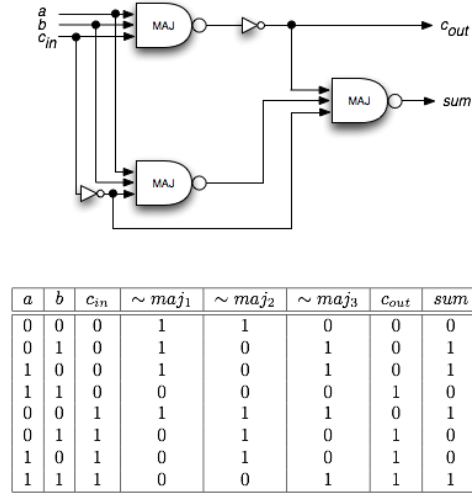 a
b
c_in
MAJ
c_out
MAJ
sum
MAJ
a b c_in ~ maj_1 ~ maj_2 ~ maj_3 c_out sum
0 0 0 1 1 0 0 0
0 1 0 1 0 1 0 1
1 0 0 1 0 1 0 1
1 1 0 0 0 0 1 0
0 0 1 1 1 1 0 1
0 1 1 0 1 0 1 0
1 0 1 0 1 0 1 0
1 1 1 0 0 1 1 1